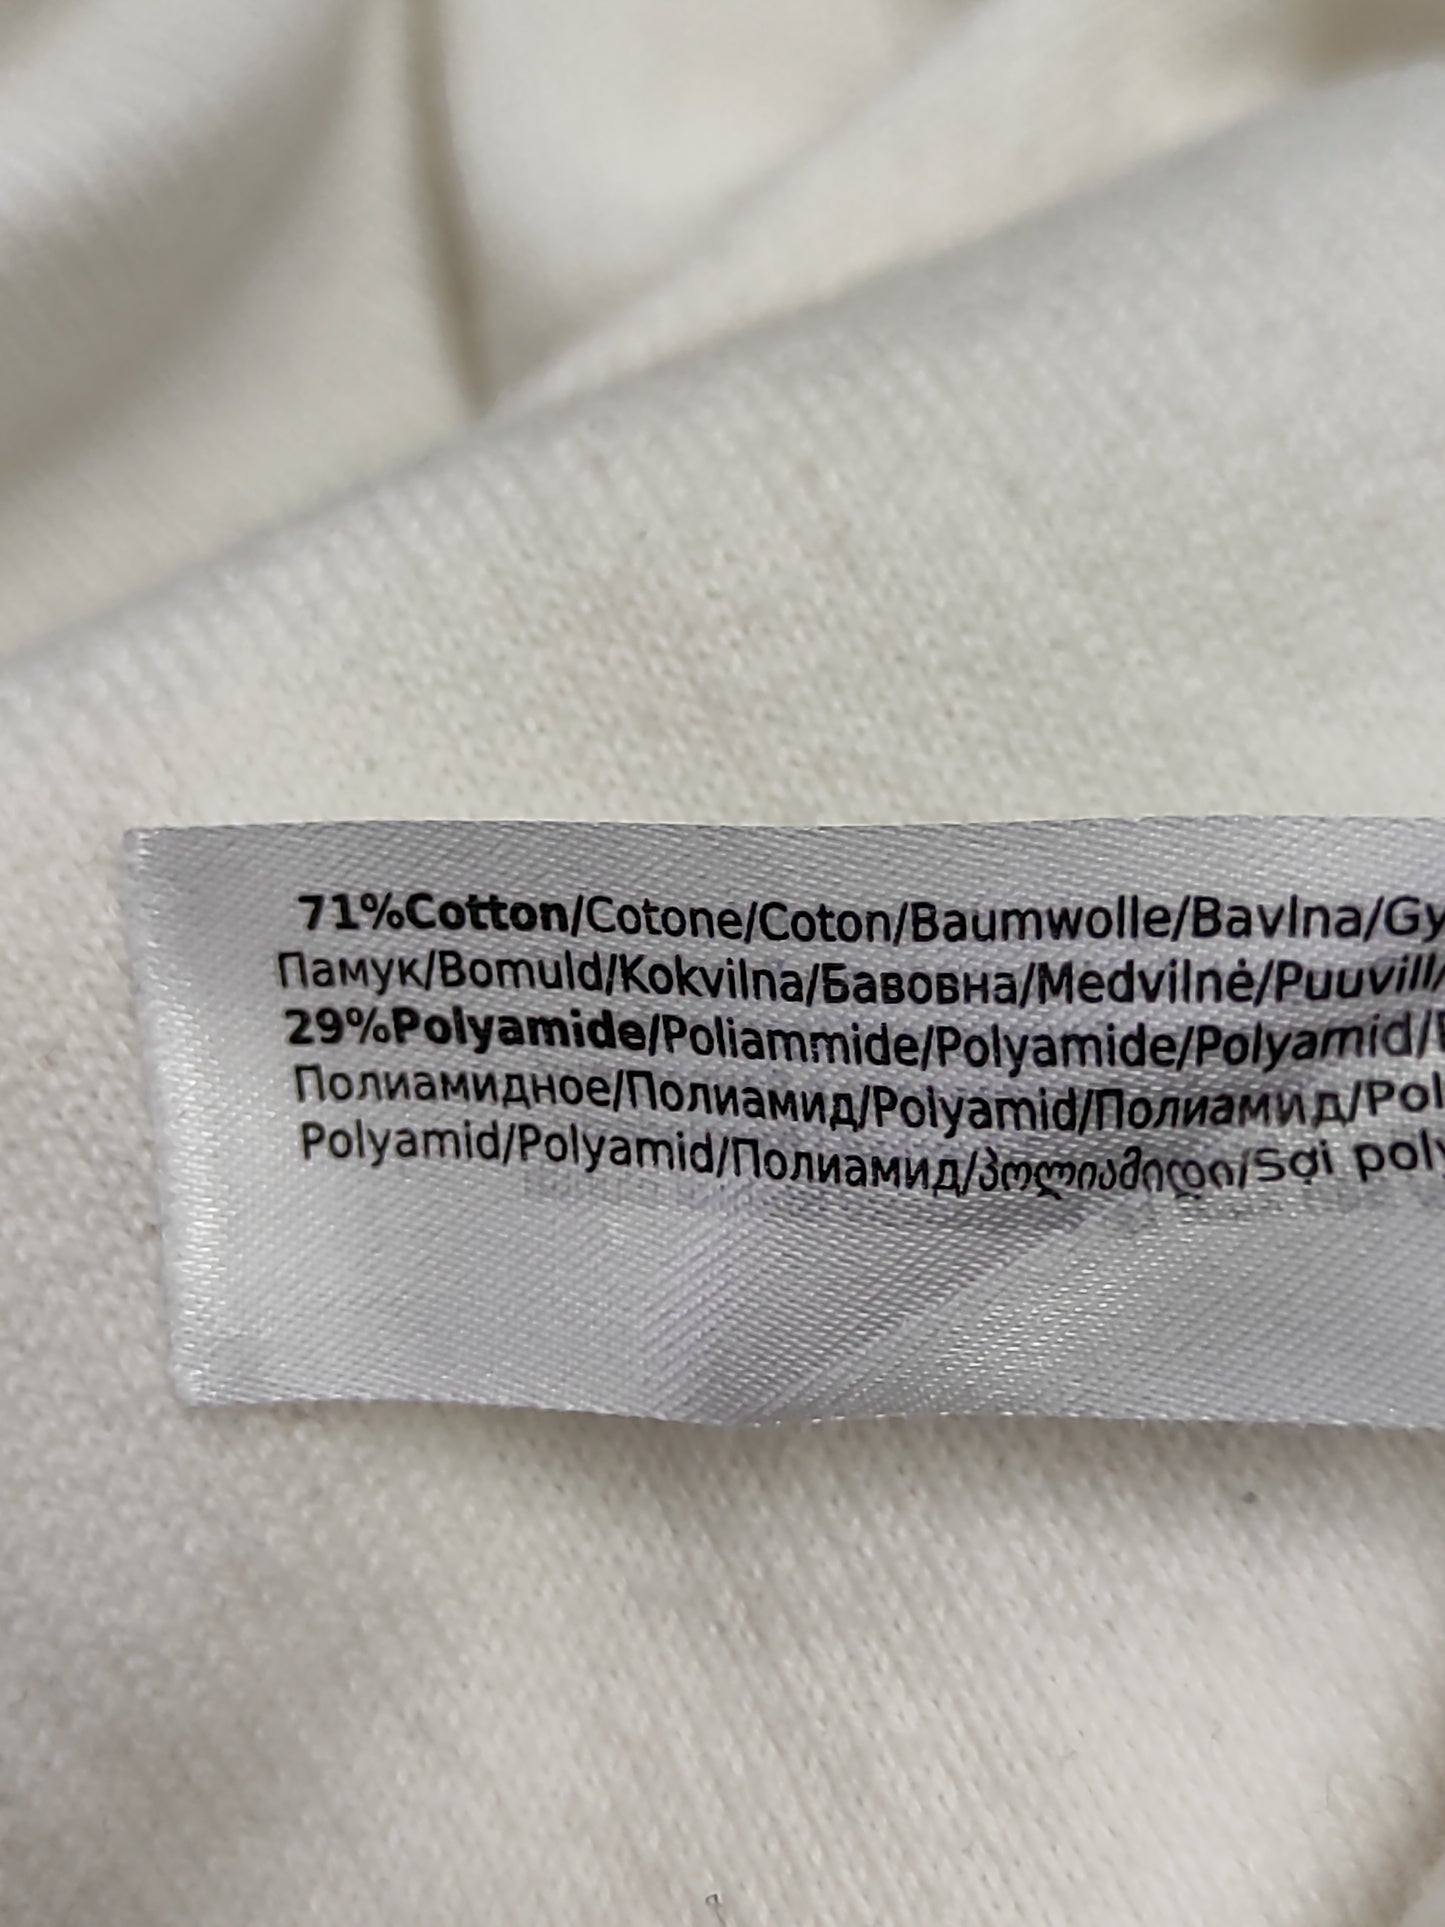 71%Cotton/Cotone/Coton/Baumwolle/Bavlna/Gy
Памук/Bomuld/Kokvilna/Бавовна/Medvilnė/Puuvill/
29%Polyamide/Poliammide/Polyamide/Polyamid/
Полиамидное/Полиамид/Polyamid/Полиамид/Pol
Polyamid/Polyamid/Полиамид/პოლიამიდი/Sợi poly